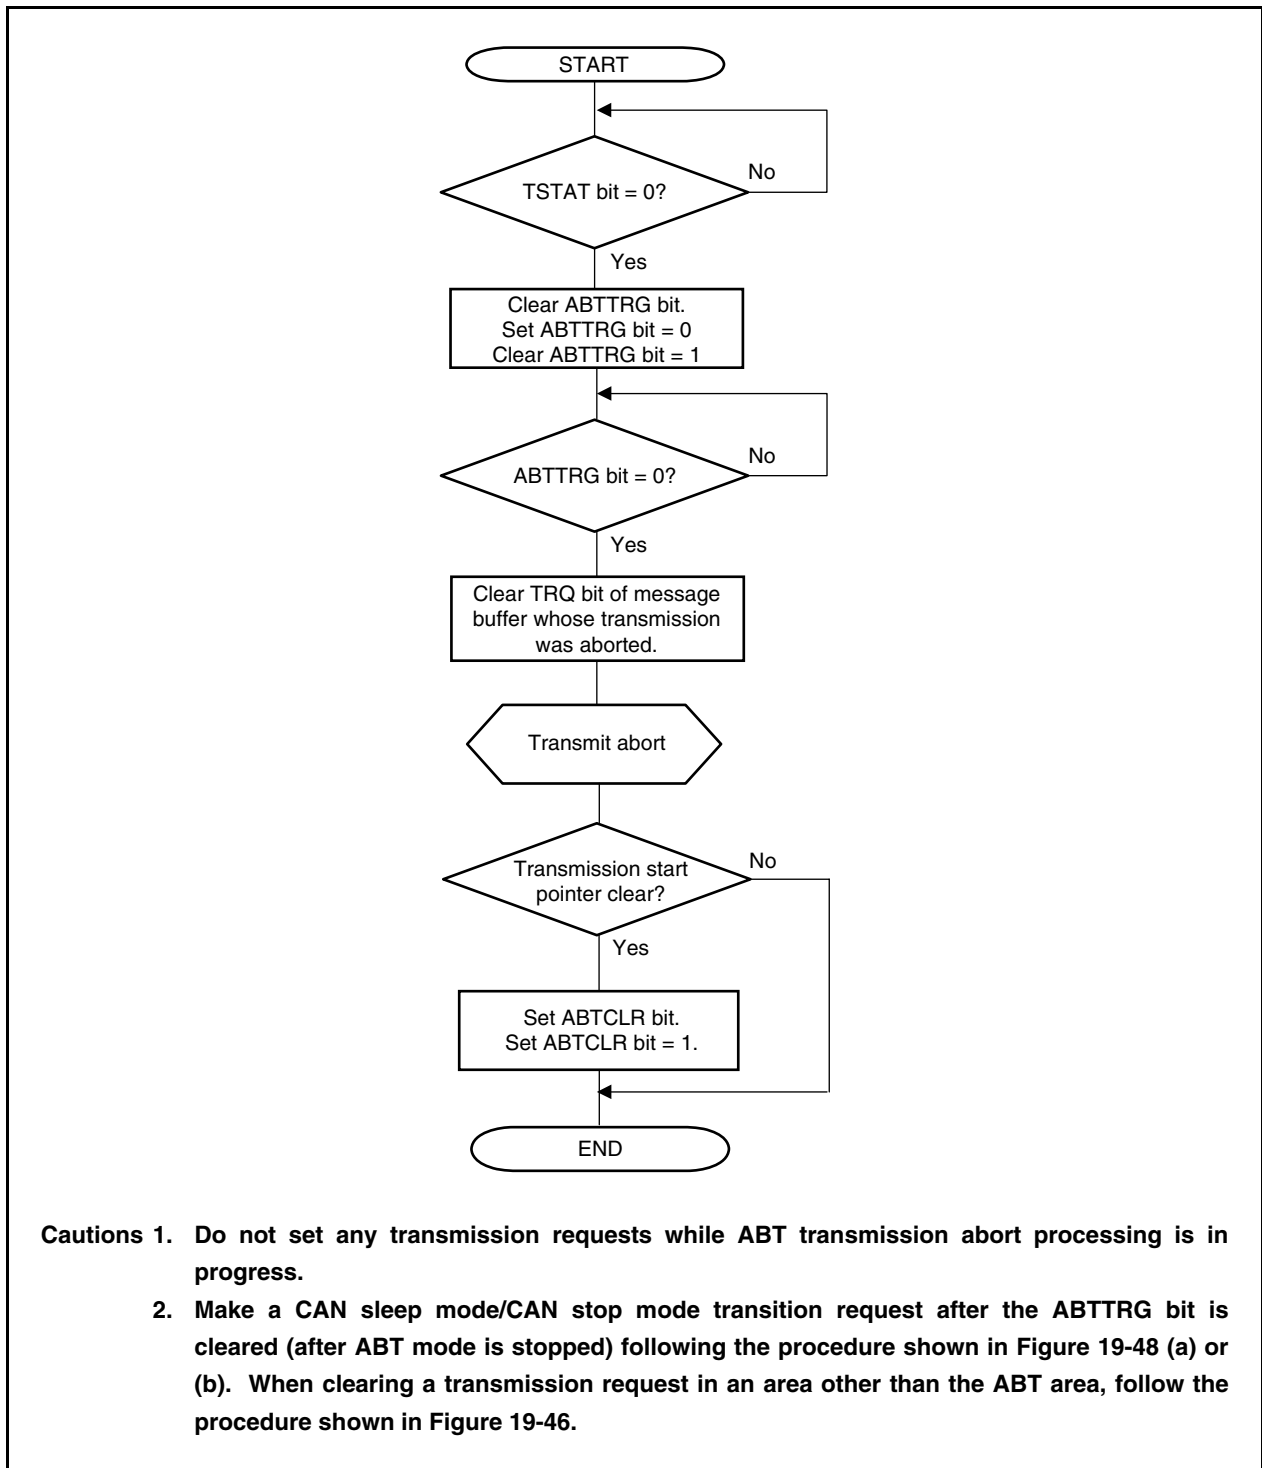 START
TSTAT bit = 0?
No
Yes
Clear ABTTRG bit.
Set ABTTRG bit = 0
Clear ABTTRG bit = 1
ABTTRG bit = 0?
No
Yes
Clear TRQ bit of message
buffer whose transmission
was aborted.
Transmit abort
Transmission start
pointer clear?
No
Yes
Set ABTCLR bit.
Set ABTCLR bit = 1.
END
Cautions 1. Do not set any transmission requests while ABT transmission abort processing is in
progress.
2. Make a CAN sleep mode/CAN stop mode transition request after the ABTTRG bit is
cleared (after ABT mode is stopped) following the procedure shown in Figure 19-48 (a) or
(b). When clearing a transmission request in an area other than the ABT area, follow the
procedure shown in Figure 19-46.